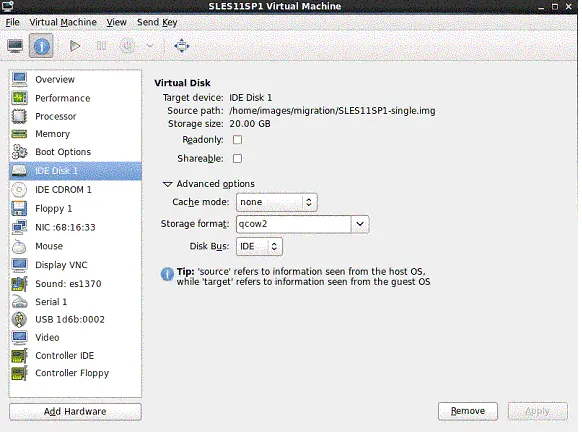 SLES11SP1 Virtual Machine
File Virtual Machine View Send Key
Overview
Performance
Processor
Memory
Boot Options
IDE Disk 1
IDE CDROM 1
Floppy 1
NIC :68:16:33
Mouse
Display VNC
Sound: es1370
Serial 1
USB 1d6b:0002
Video
Controller IDE
Controller Floppy
Add Hardware
Virtual Disk
Target device: IDE Disk 1
Source path: /home/images/migration/SLES11SP1-single.img
Storage size: 20.00 GB
Readonly:
Shareable:
Advanced options
Cache mode: none
Storage format: qcow2
Disk Bus: IDE
Tip: 'source' refers to information seen from the host OS,
while 'target' refers to information seen from the guest OS
Remove Apply